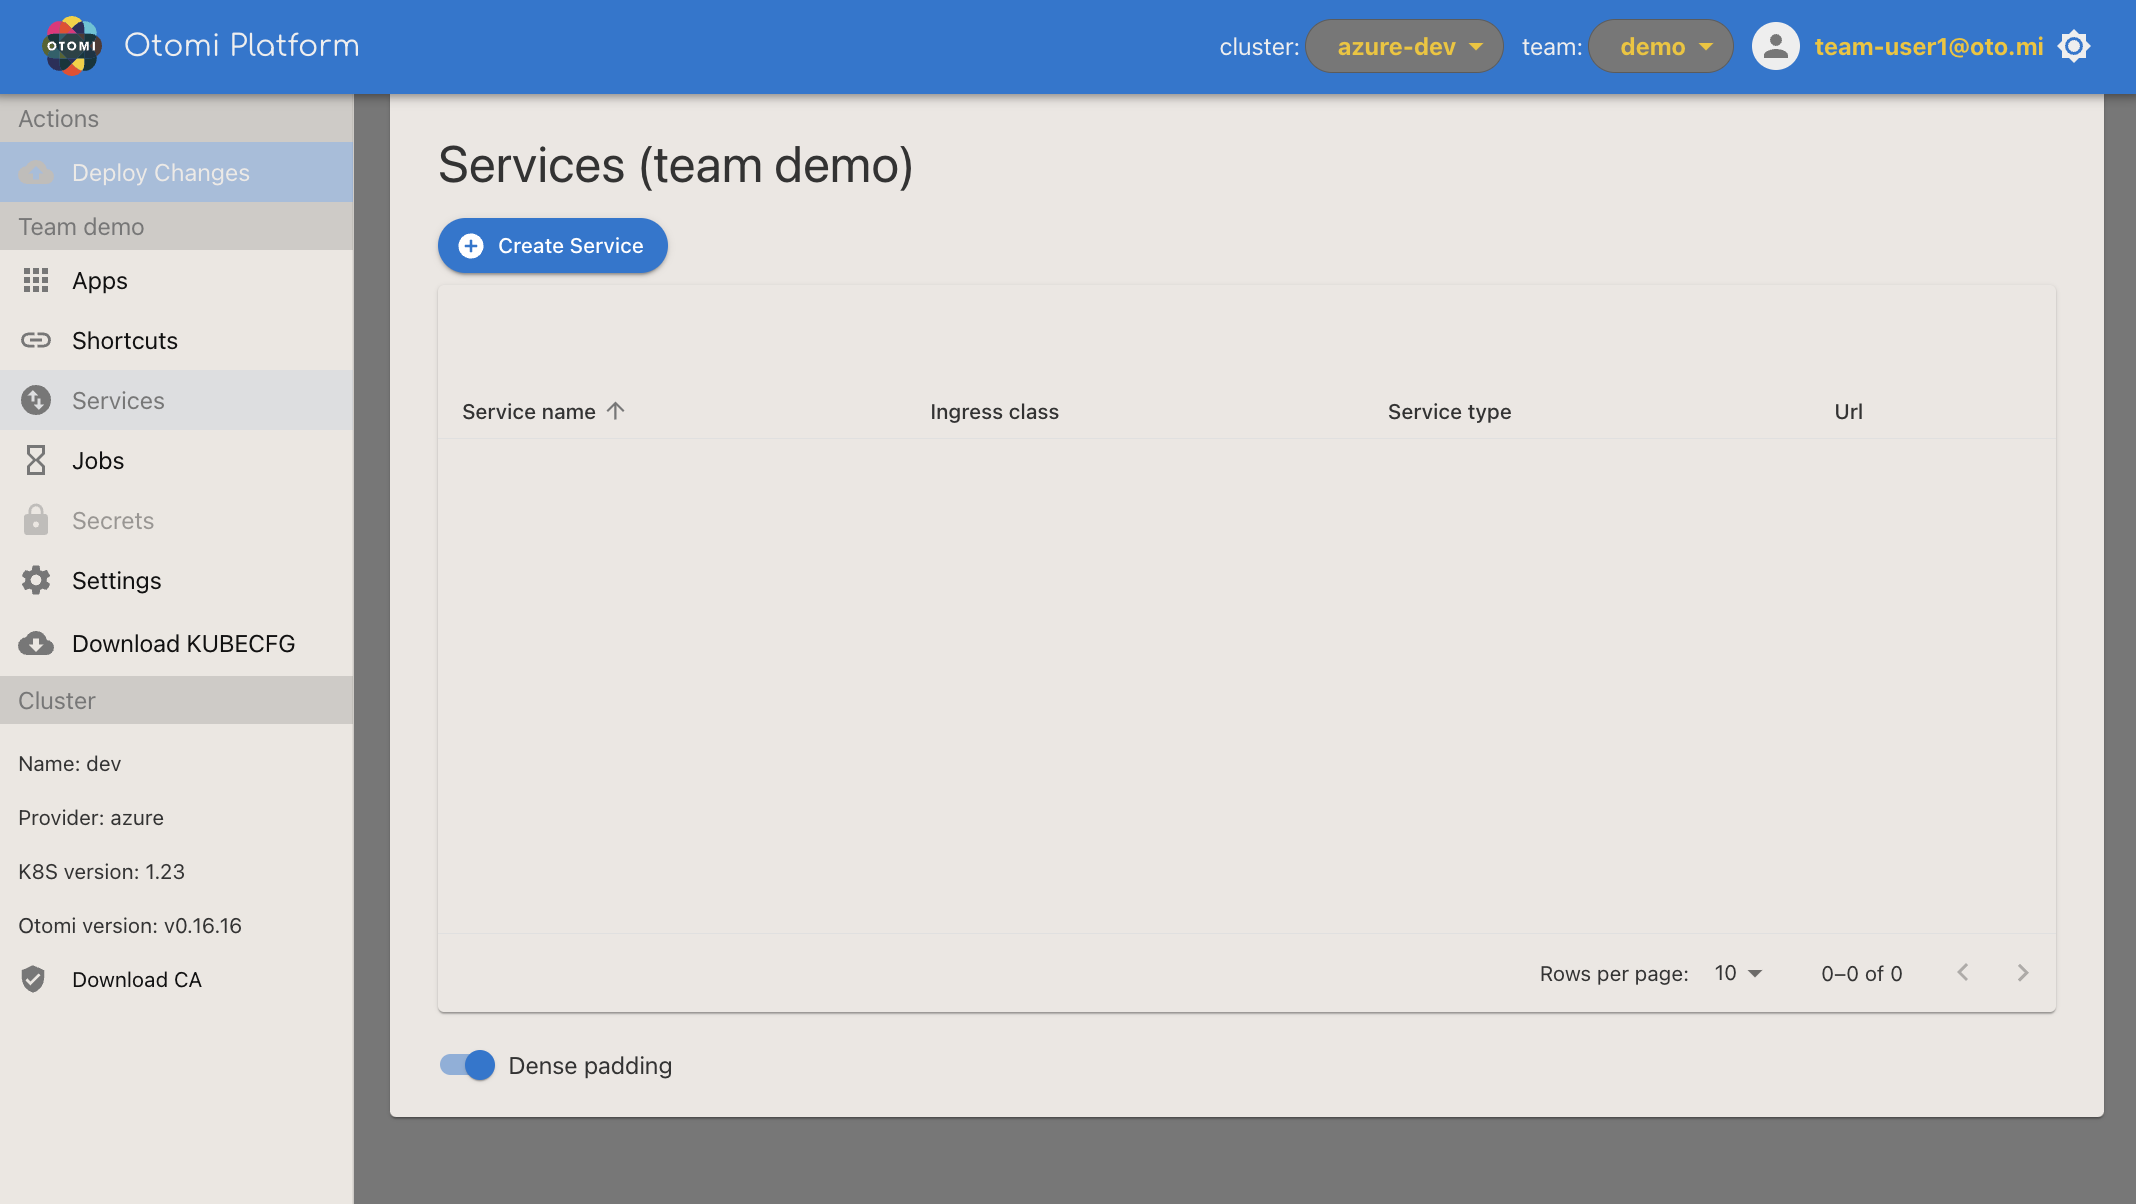 OTOMI
Otomi Platform
cluster: azure-dev team: demo team-user1@oto.mi
Actions
Deploy Changes
Team demo
Apps
Shortcuts
Services
Jobs
Secrets
Settings
Download KUBECFG
Cluster
Name: dev
Provider: azure
K8S version: 1.23
Otomi version: v0.16.16
Download CA
Services (team demo)
Create Service
Service name Ingress class Service type Url
Rows per page: 10 0–0 of 0
Dense padding